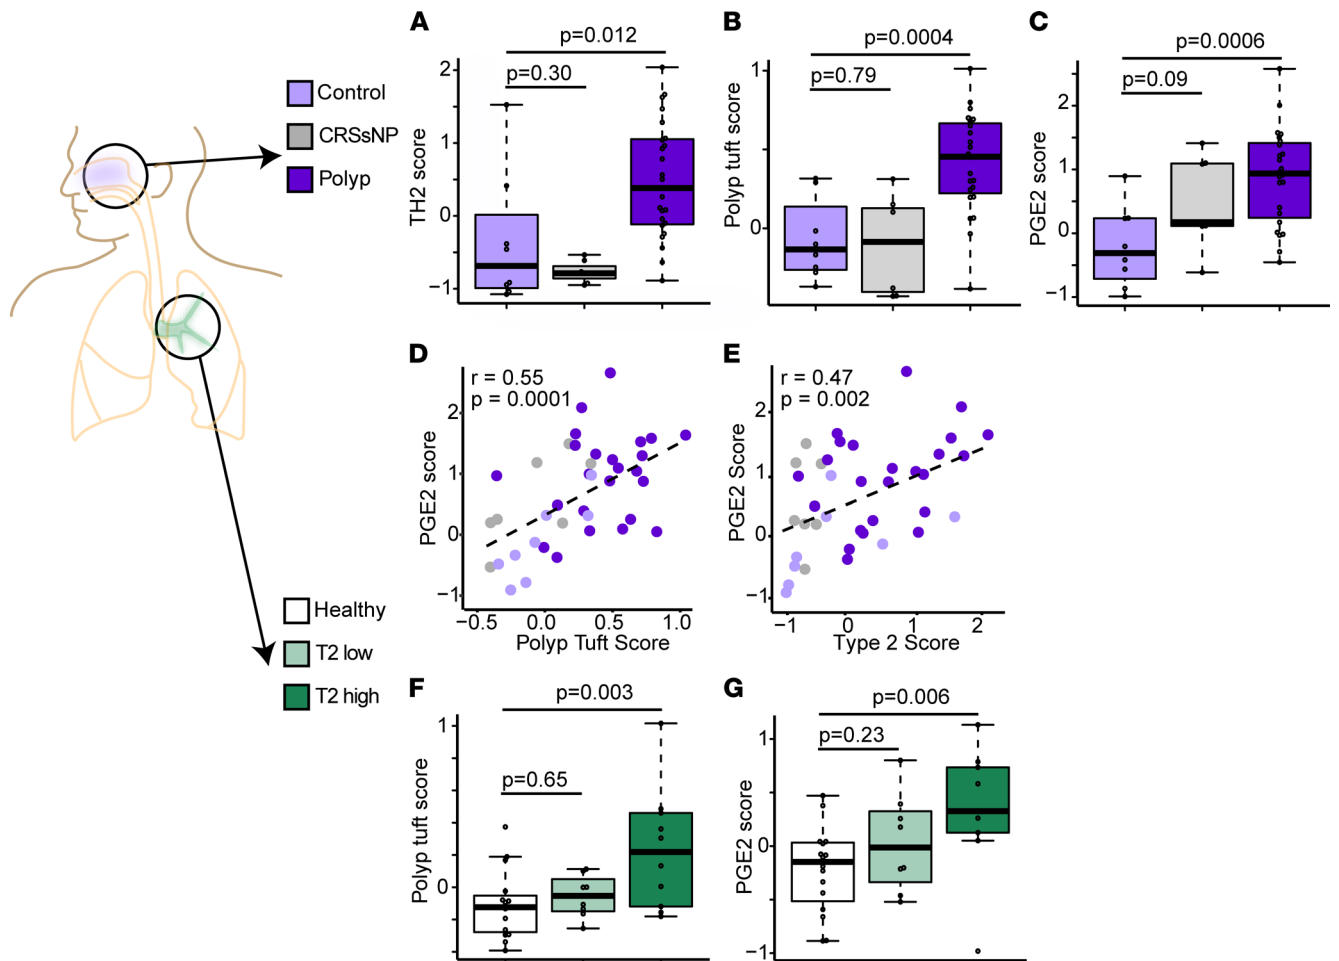 A
p=0.012
p=0.30
TH2 score
2
1
0
−1
B
p=0.0004
p=0.79
Polyp tuft score
1
0
C
p=0.0006
p=0.09
PGE2 score
2
1
0
−1
Control
CRSsNP
Polyp
D
r = 0.55
p = 0.0001
PGE2 score
2
1
0
−1
−0.5
0.0
0.5
1.0
Polyp Tuft Score
E
r = 0.47
p = 0.002
PGE2 Score
2
1
0
−1
−1
0
1
2
Type 2 Score
Healthy
T2 low
T2 high
F
p=0.003
p=0.65
Polyp tuft score
1
0
G
p=0.006
p=0.23
PGE2 score
1
0
−1